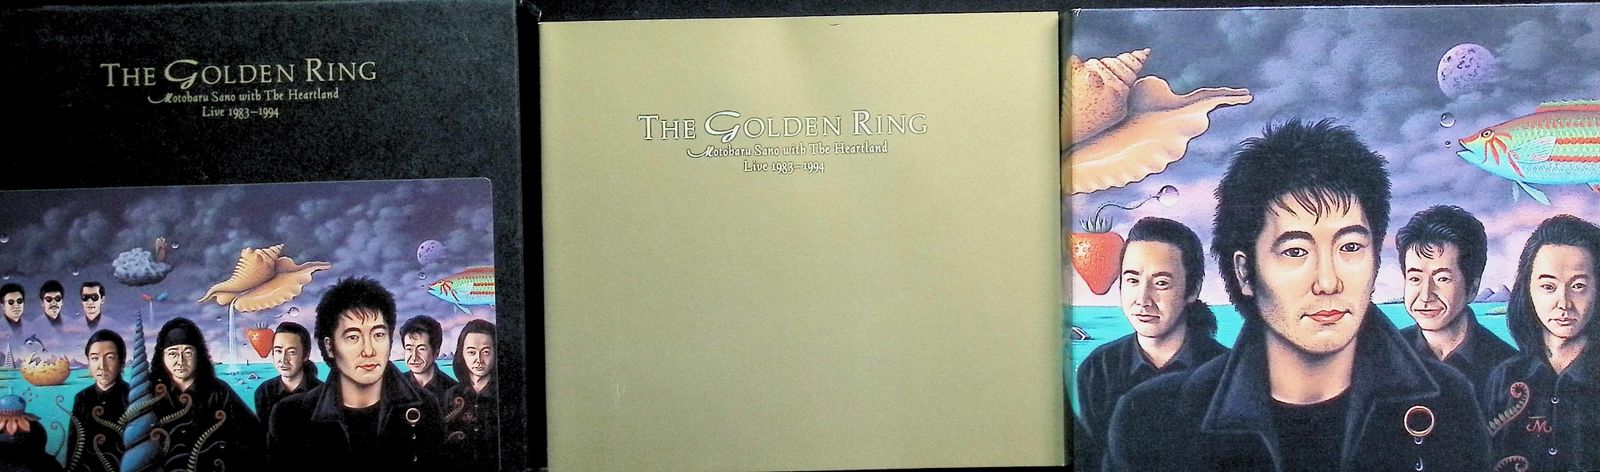 THE GOLDEN RING
Motoharu Sano with The Heartland
Live 1983–1994
THE GOLDEN RING
Motoharu Sano with The Heartland
Live 1983–1994
M